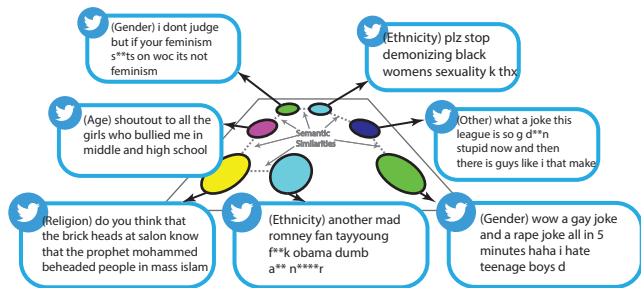 (Gender) i dont judge
but if your feminism
s**ts on woc its not
feminism
(Ethnicity) plz stop
demonizing black
womens sexuality k thx
(Age) shoutout to all the
girls who bullied me in
middle and high school
Semantic
Similarities
(Other) what a joke this
league is so g d**n
stupid now and then
there is guys like i that make
(Religion) do you think that
the brick heads at salon know
that the prophet mohammed
beheaded people in mass islam
(Ethnicity) another mad
romney fan tayyoung
f**k obama dumb
a** n****r
(Gender) wow a gay joke
and a rape joke all in 5
minutes haha i hate
teenage boys d